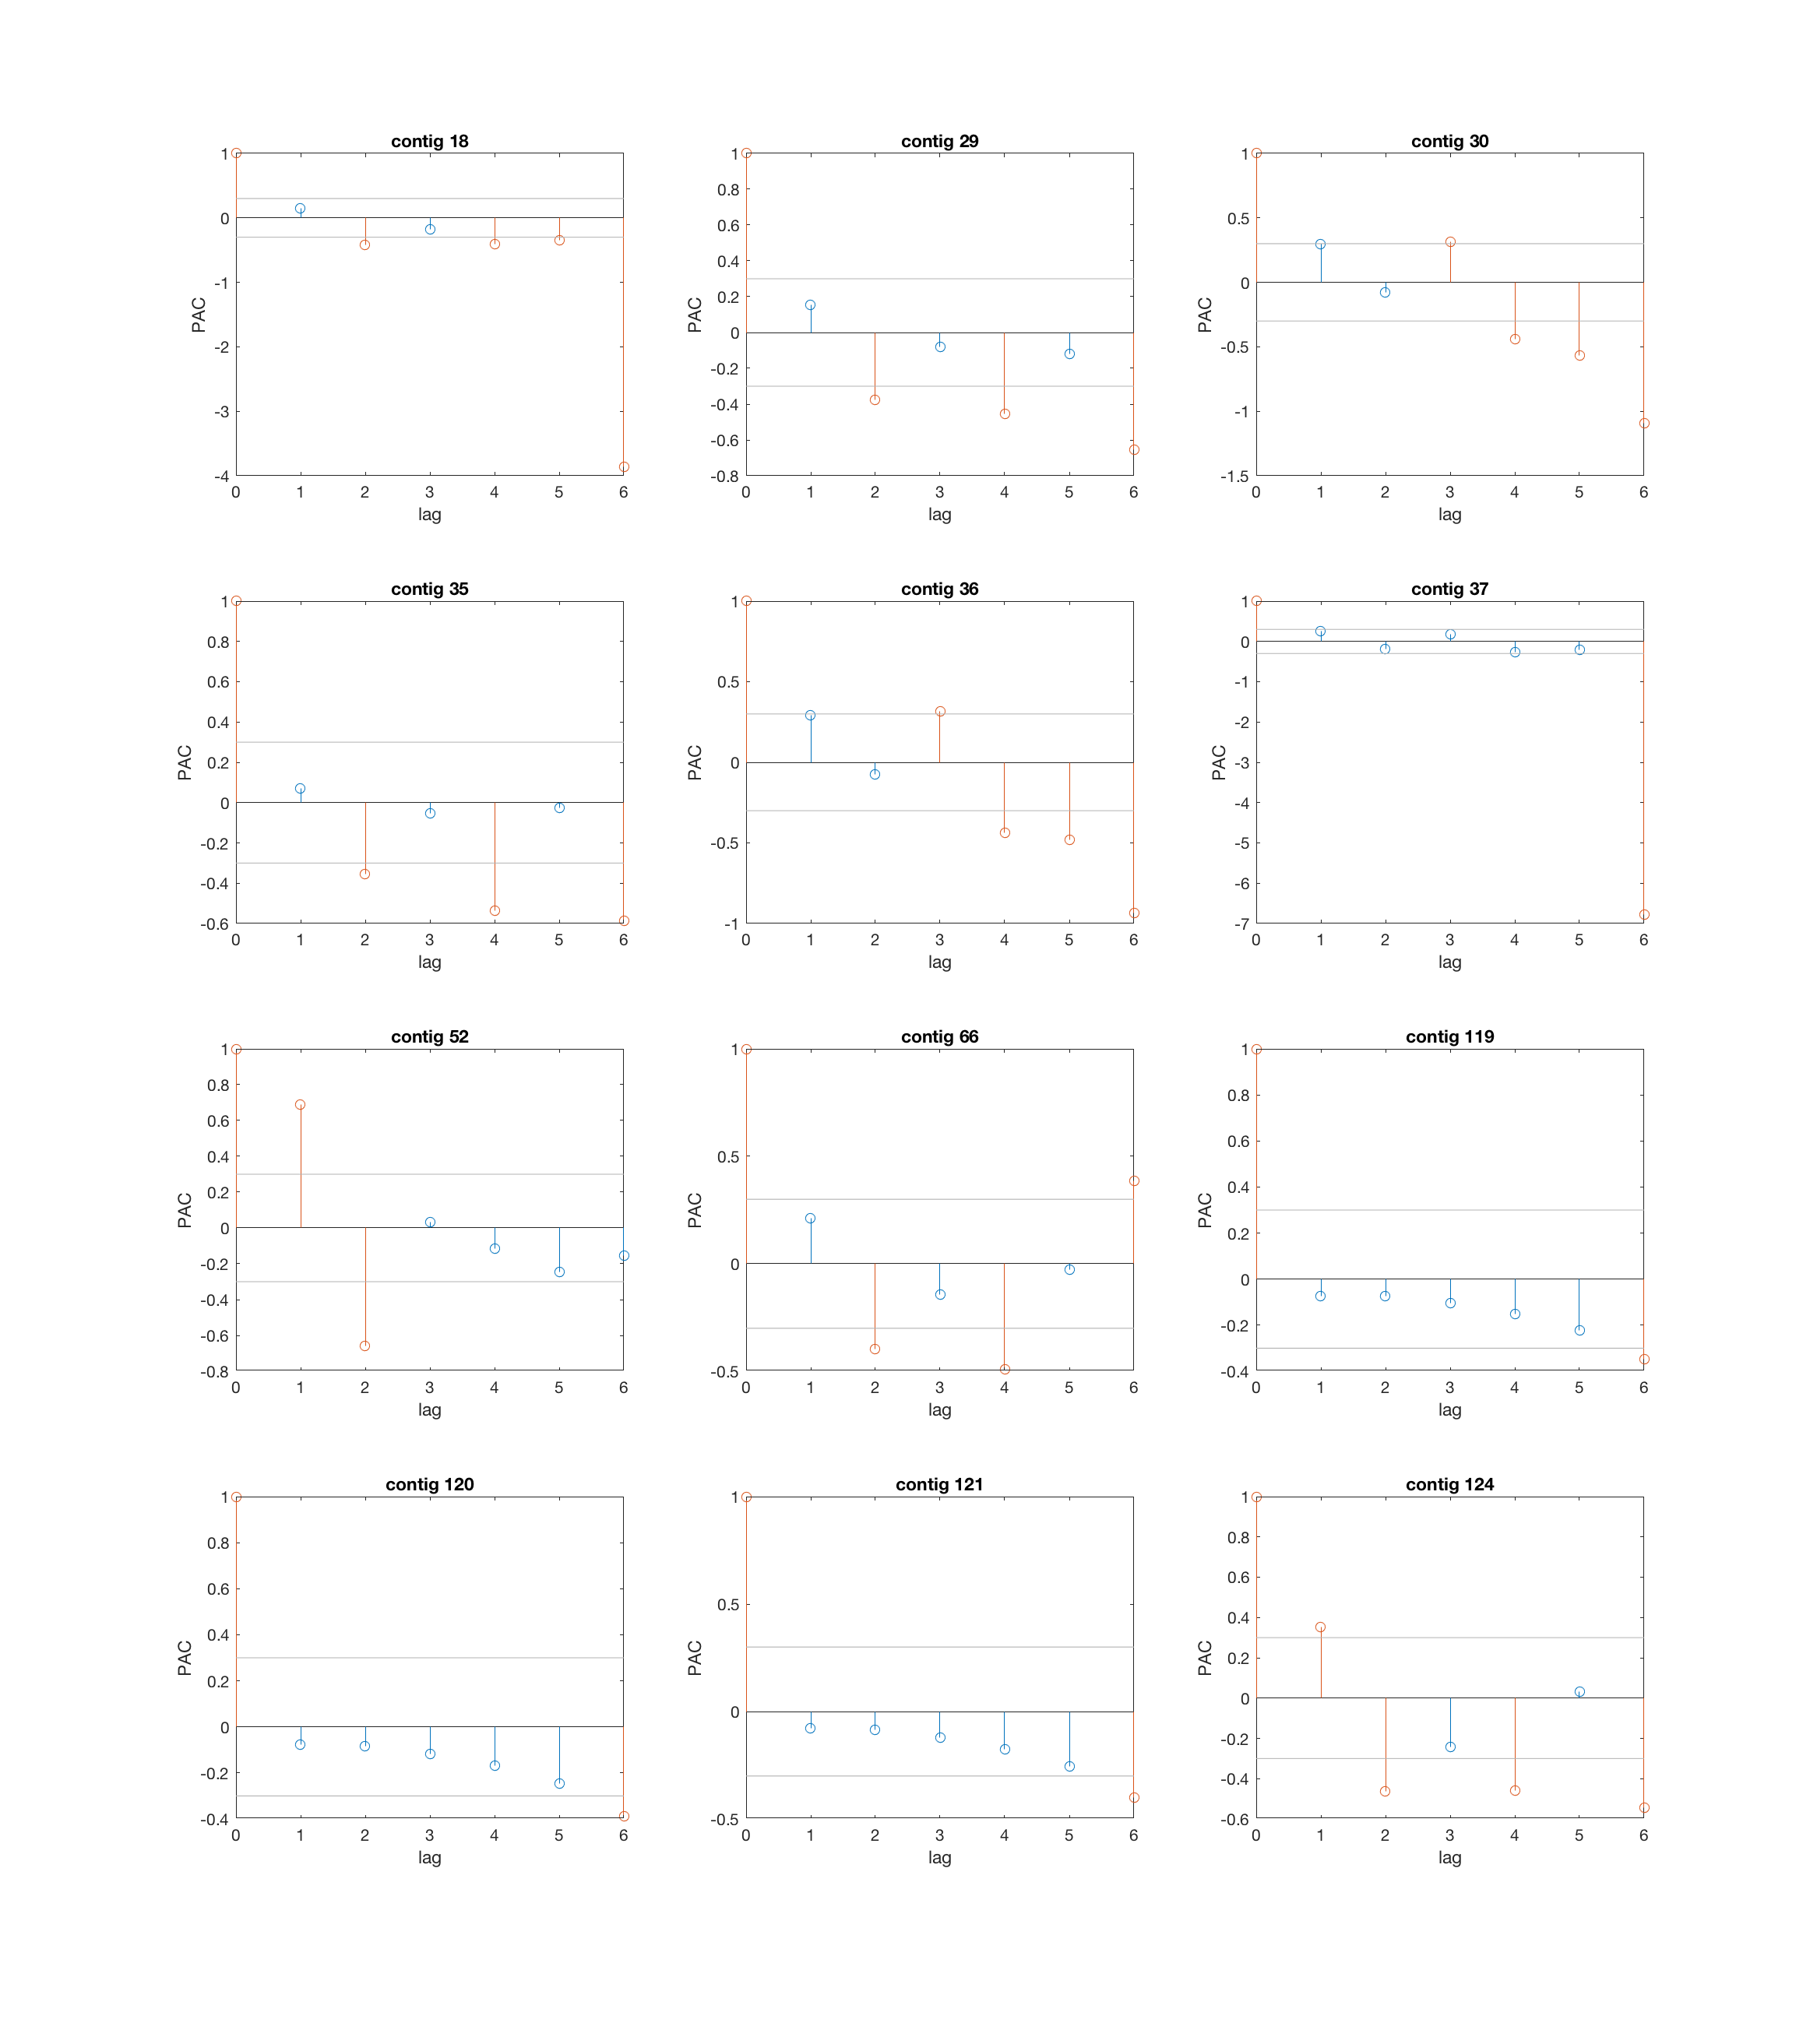 contig 18
1
0
-1
-2
-3
-4
PAC
0 1 2 3 4 5 6
lag
contig 29
1
0.8
0.6
0.4
0.2
0
-0.2
-0.4
-0.6
-0.8
PAC
0 1 2 3 4 5 6
lag
contig 30
1
0.5
0
-0.5
-1
-1.5
PAC
0 1 2 3 4 5 6
lag
contig 35
1
0.8
0.6
0.4
0.2
0
-0.2
-0.4
-0.6
PAC
0 1 2 3 4 5 6
lag
contig 36
1
0.5
0
-0.5
-1
PAC
0 1 2 3 4 5 6
lag
contig 37
1
0
-1
-2
-3
-4
-5
-6
-7
PAC
0 1 2 3 4 5 6
lag
contig 52
1
0.8
0.6
0.4
0.2
0
-0.2
-0.4
-0.6
-0.8
PAC
0 1 2 3 4 5 6
lag
contig 66
1
0.5
0
-0.5
PAC
0 1 2 3 4 5 6
lag
contig 119
1
0.8
0.6
0.4
0.2
0
-0.2
-0.4
PAC
0 1 2 3 4 5 6
lag
contig 120
1
0.8
0.6
0.4
0.2
0
-0.2
-0.4
PAC
0 1 2 3 4 5 6
lag
contig 121
1
0.5
0
-0.5
PAC
0 1 2 3 4 5 6
lag
contig 124
1
0.8
0.6
0.4
0.2
0
-0.2
-0.4
-0.6
PAC
0 1 2 3 4 5 6
lag